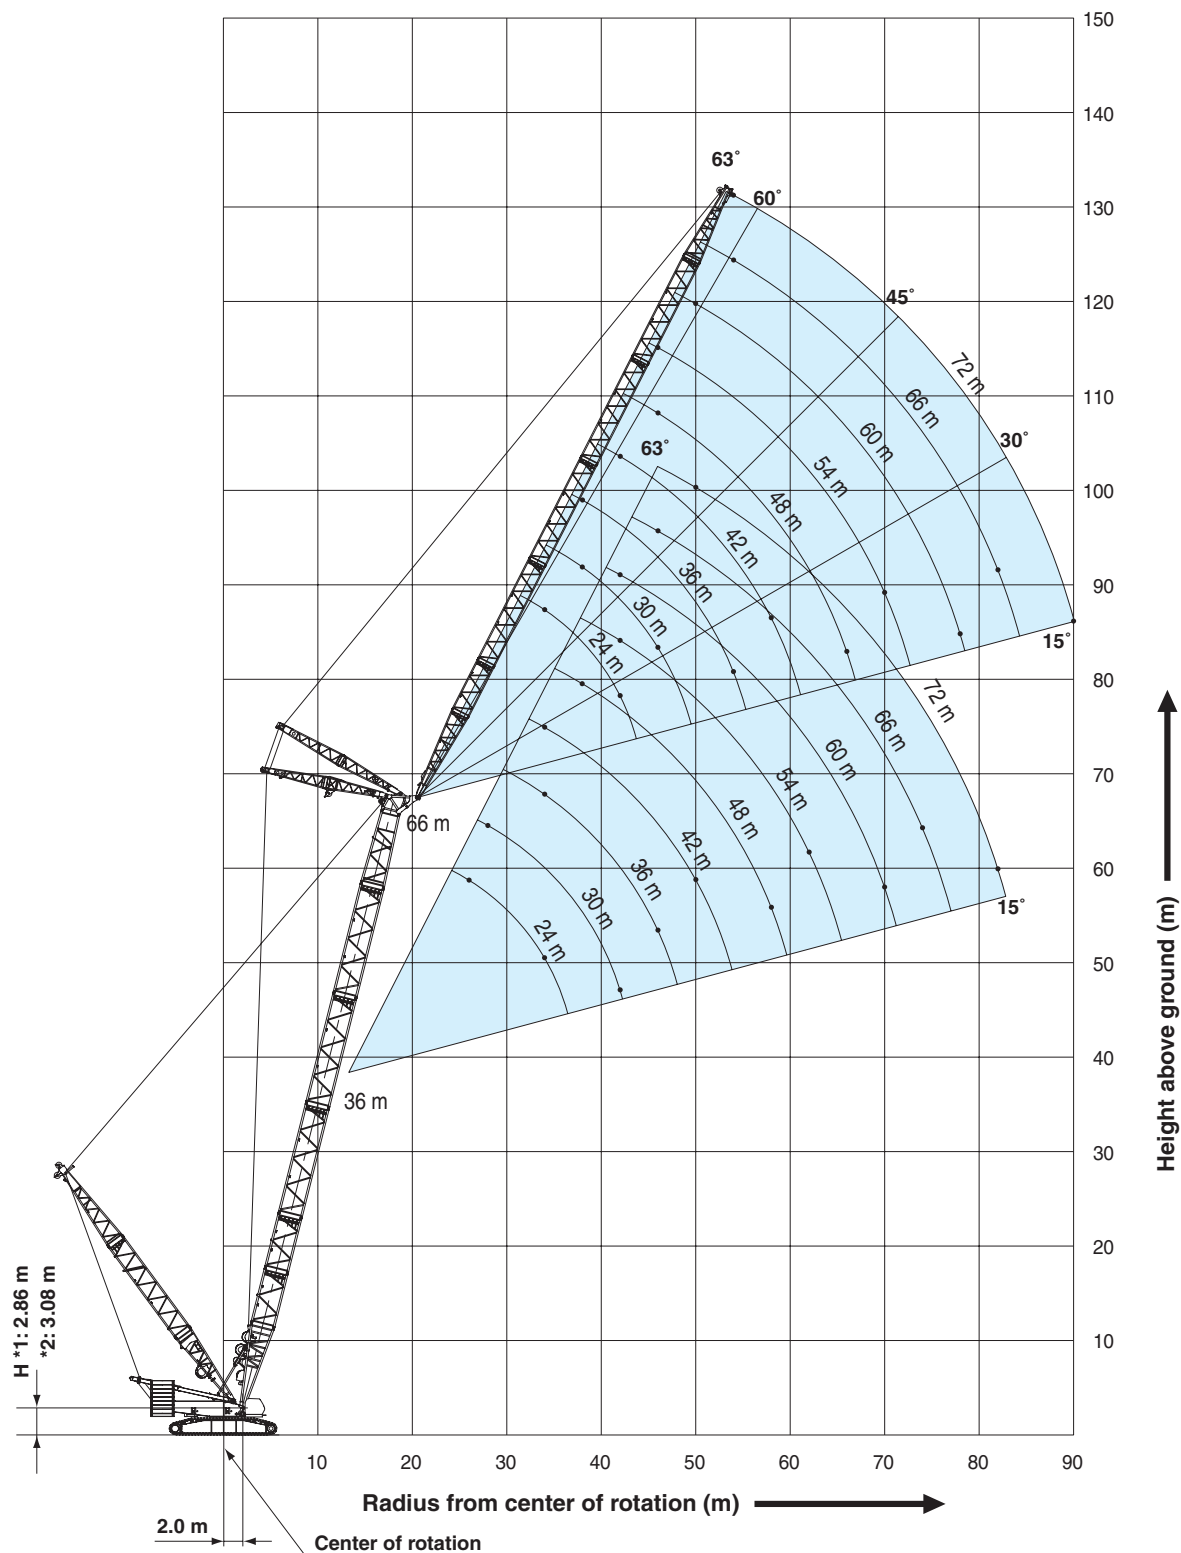 150
140
63°
60°
130
45°
120
72 m
66 m
110
60 m
30°
63°
54 m
100
48 m
42 m
36 m
90
30 m
24 m
15°
80
72 m
66 m
60 m
70
54 m
66 m
48 m
42 m
36 m
60
30 m
15°
24 m
50
40
36 m
30
20
10
H *1: 2.86 m
*2: 3.08 m
Height above ground (m)
10 20 30 40 50 60 70 80 90
Radius from center of rotation (m)
2.0 m
Center of rotation